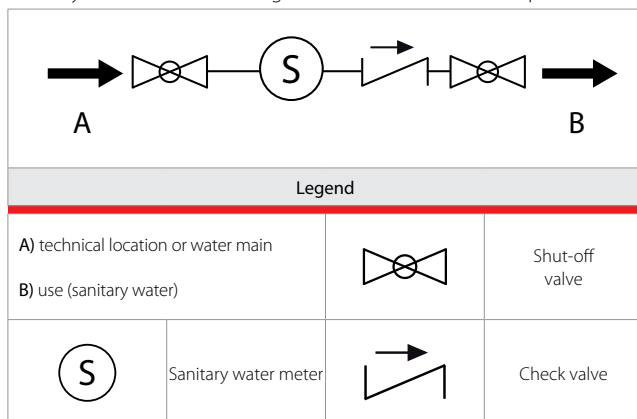 S
A
B
Legend
A) technical location or water main
B) use (sanitary water)
Shut-off
valve
S
Sanitary water meter
Check valve